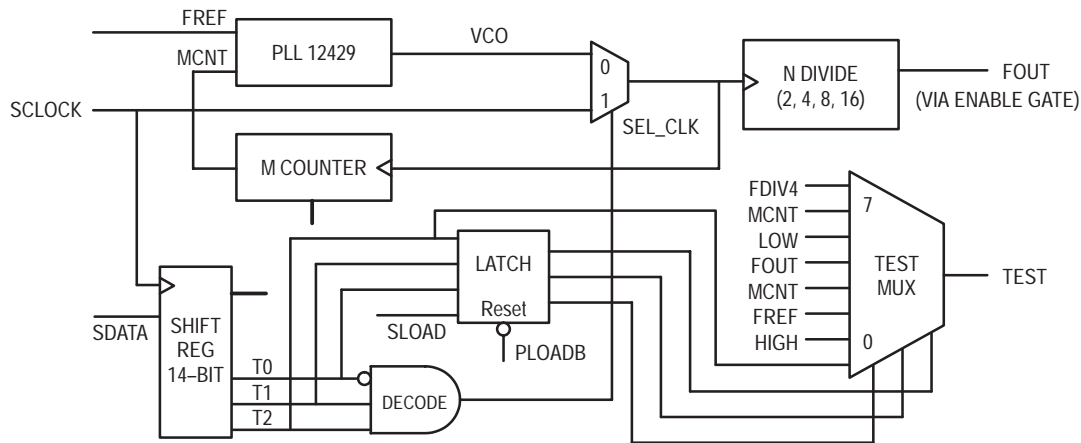 FREF
MCNT
PLL 12429
VCO
SCLOCK
0
1
SEL_CLK
N DIVIDE
(2, 4, 8, 16)
FOUT
(VIA ENABLE GATE)
M COUNTER
FDIV4
MCNT
LOW
FOUT
MCNT
FREF
HIGH
7
0
TEST
MUX
TEST
LATCH
Reset
SLOAD
PLOADB
SDATA
SHIFT
REG
14–BIT
T0
T1
T2
DECODE